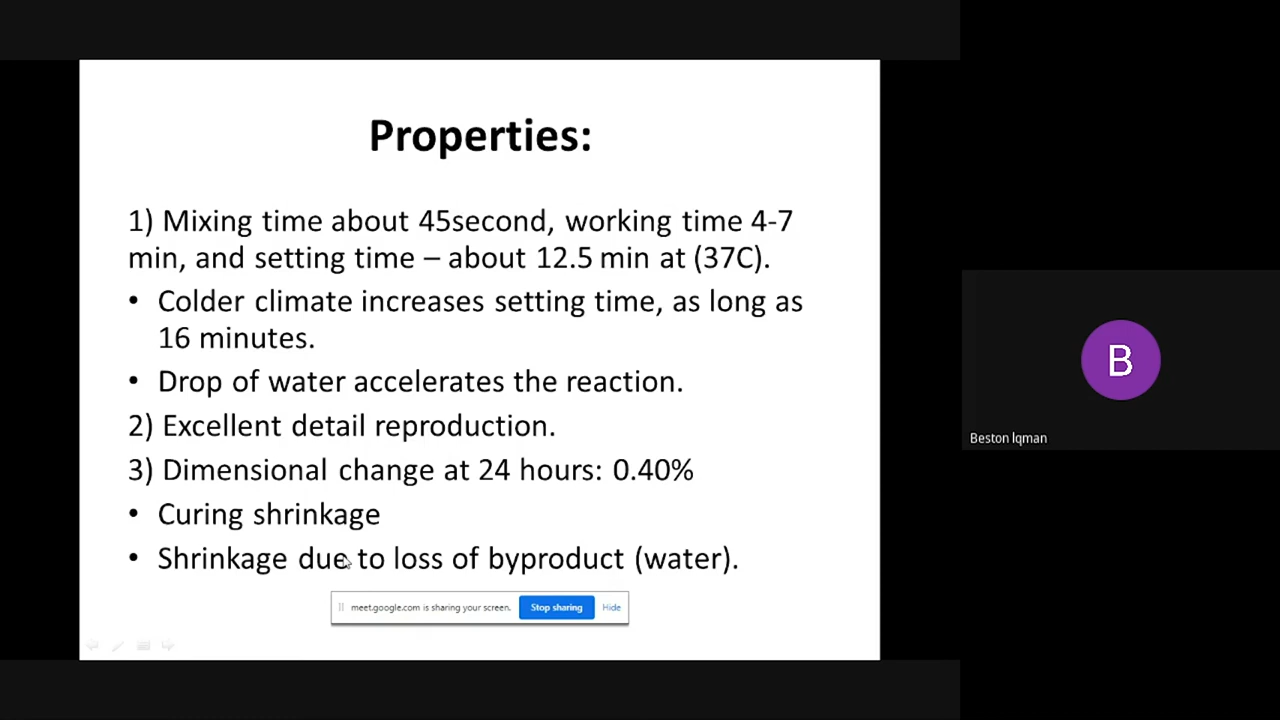 Properties:
1) Mixing time about 45second, working time 4-7
min, and setting time – about 12.5 min at (37C).
• Colder climate increases setting time, as long as
16 minutes.
• Drop of water accelerates the reaction.
2) Excellent detail reproduction.
3) Dimensional change at 24 hours: 0.40%
• Curing shrinkage
• Shrinkage due to loss of byproduct (water).
meet.google.com is sharing your screen. Stop sharing Hide
B
Beston lqman